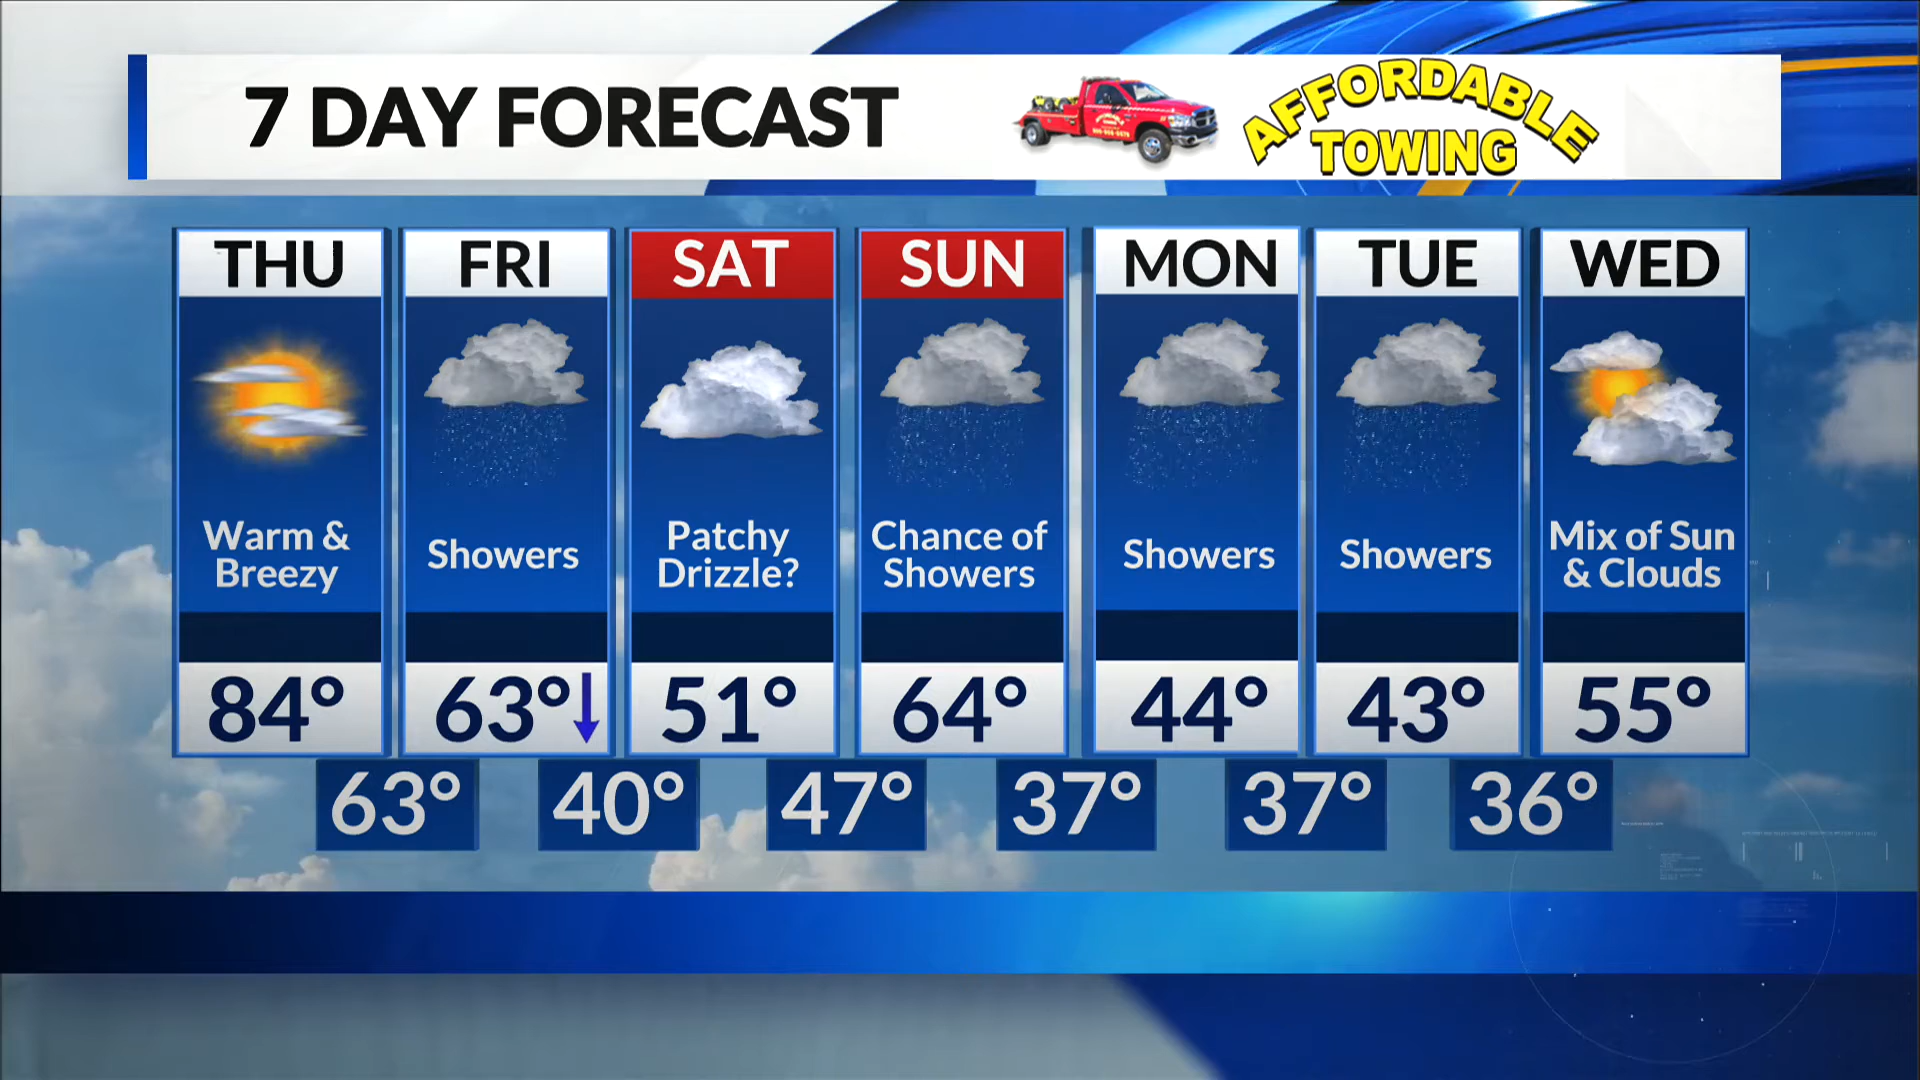 7 DAY FORECAST
AFFORDABLE
TOWING
THU
FRI
SAT
SUN
MON
TUE
WED
Warm &
Breezy
Showers
Patchy
Drizzle?
Chance of
Showers
Showers
Showers
Mix of Sun
& Clouds
84°
63°
51°
64°
44°
43°
55°
63°
40°
47°
37°
37°
36°